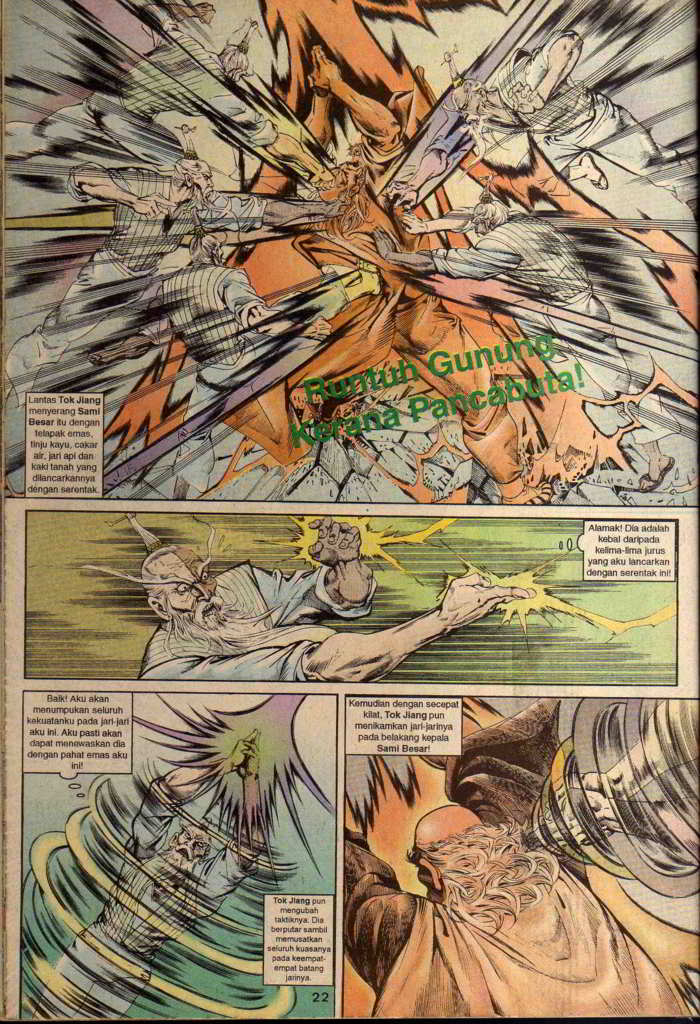 Runtuh Gunung
Kerana Pancabuta!
Lantas Tok Jiang
menyerang Sami
Besar itu dengan
telapak emas,
tinju kayu, cakar
air, jari api dan
kaki tanah yang
dilancarkannya
dengan serentak.
Alamak! Dia adalah
kebal daripada
kelima-lima jurus
yang aku lancarkan
dengan serentak ini!
Baik! Aku akan
menumpukan seluruh
kekuatanku pada jari-jari
aku ini. Aku pasti akan
dapat menewaskan dia
dengan pahat emas aku
ini!
Tok Jiang pun
mengubah
taktiknya. Dia
berputar sambil
memusatkan
seluruh kuasanya
pada keempat-
empat batang
jarinya.
Kemudian dengan secepat
kilat, Tok Jiang pun
menikamkan jari-jarinya
pada belakang kepala
Sami Besar!
22